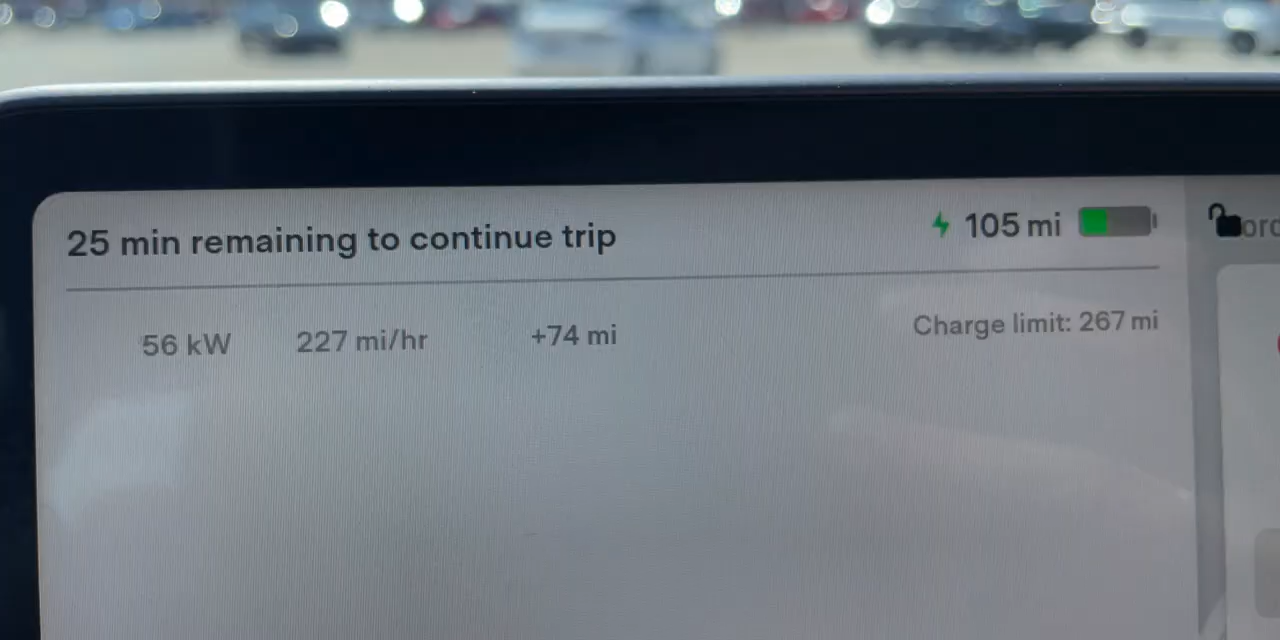 25 min remaining to continue trip
105 mi
56 kW 227 mi/hr +74 mi
Charge limit: 267 mi